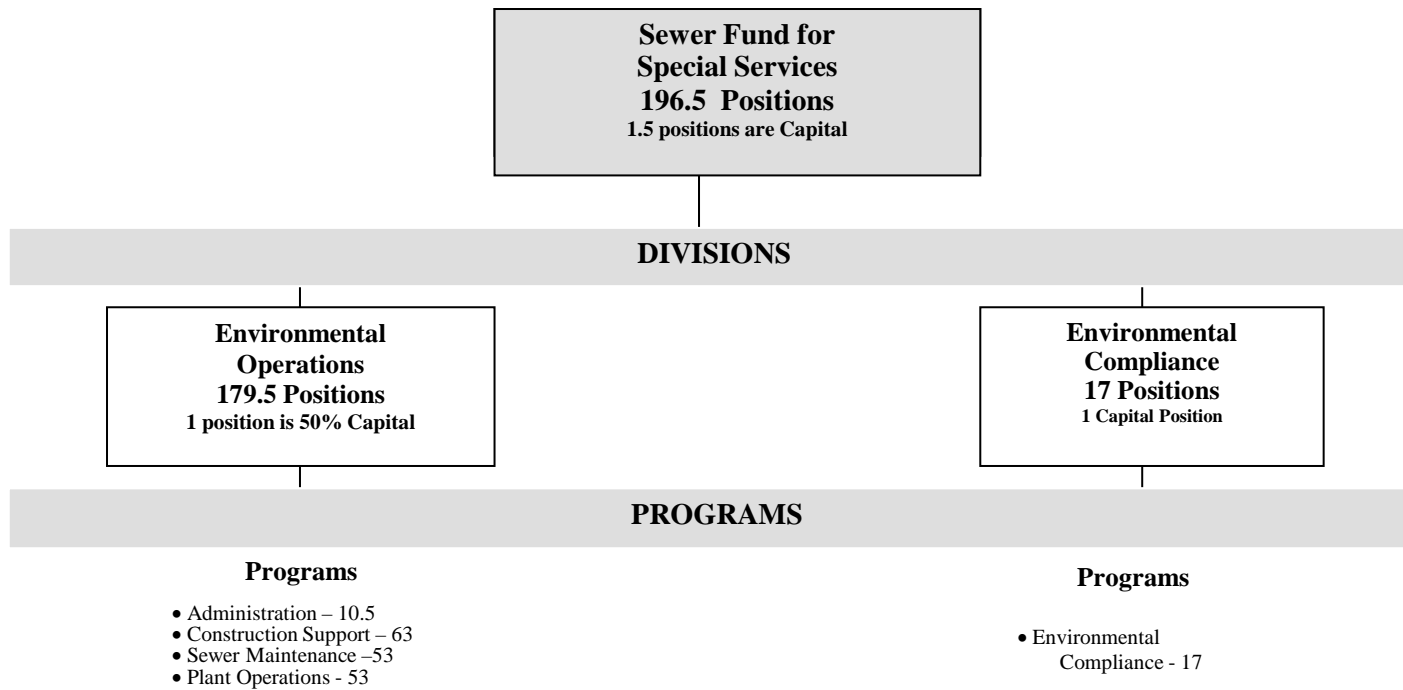 Sewer Fund for
Special Services
196.5 Positions
1.5 positions are Capital
DIVISIONS
Environmental
Operations
179.5 Positions
1 position is 50% Capital
Environmental
Compliance
17 Positions
1 Capital Position
PROGRAMS
Programs
• Administration – 10.5
• Construction Support – 63
• Sewer Maintenance –53
• Plant Operations - 53
Programs
• Environmental
Compliance - 17